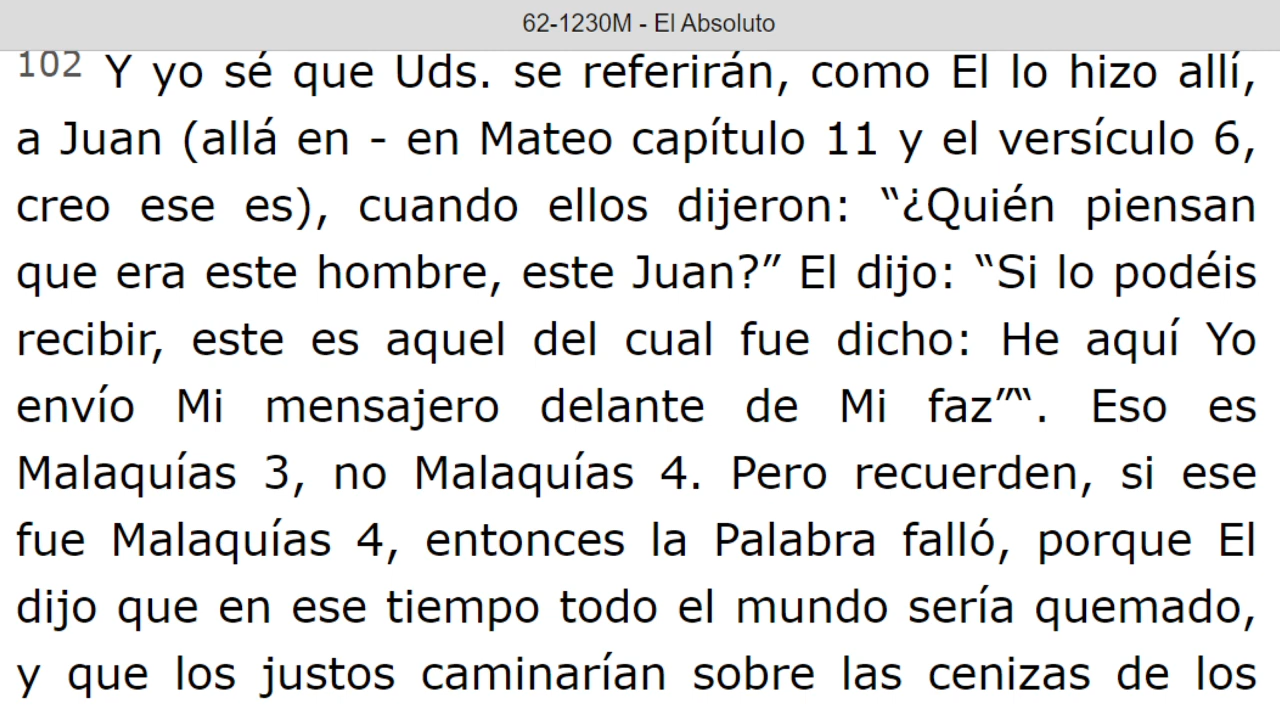 62-1230M - El Absoluto
102 Y yo sé que Uds. se referirán, como El lo hizo allí,
a Juan (allá en - en Mateo capítulo 11 y el versículo 6,
creo ese es), cuando ellos dijeron: “¿Quién piensan
que era este hombre, este Juan?” El dijo: “Si lo podéis
recibir, este es aquel del cual fue dicho: He aquí Yo
envío Mi mensajero delante de Mi faz”“. Eso es
Malaquías 3, no Malaquías 4. Pero recuerden, si ese
fue Malaquías 4, entonces la Palabra falló, porque El
dijo que en ese tiempo todo el mundo sería quemado,
y que los justos caminarían sobre las cenizas de los